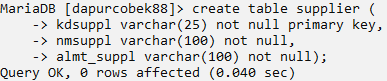 MariaDB [dapurcobek88]> create table supplier (
    -> kdsuppl varchar(25) not null primary key,
    -> nmsuppl varchar(100) not null,
    -> almt_suppl varchar(100) not null);
Query OK, 0 rows affected (0.040 sec)